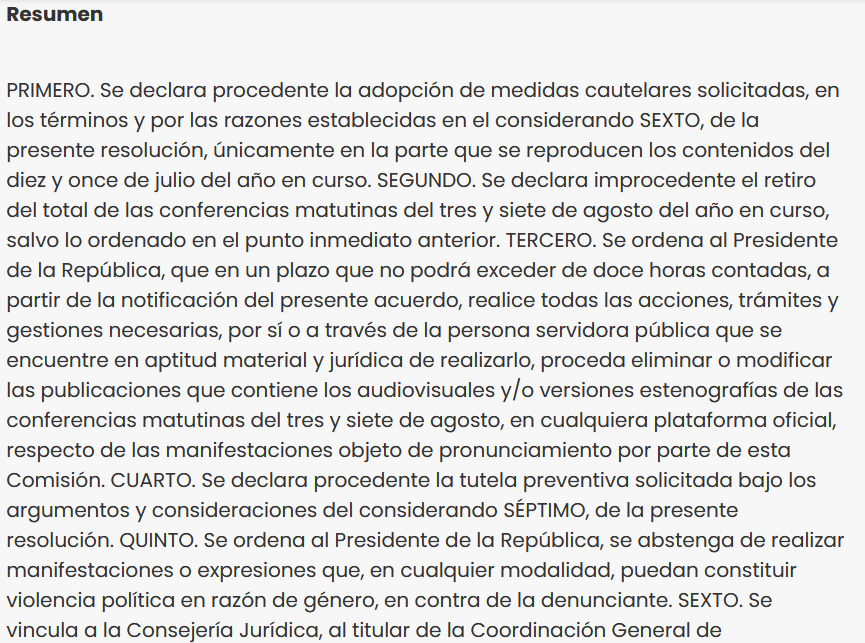 Resumen
PRIMERO. Se declara procedente la adopción de medidas cautelares solicitadas, en
los términos y por las razones establecidas en el considerando SEXTO, de la
presente resolución, únicamente en la parte que se reproducen los contenidos del
diez y once de julio del año en curso. SEGUNDO. Se declara improcedente el retiro
del total de las conferencias matutinas del tres y siete de agosto del año en curso,
salvo lo ordenado en el punto inmediato anterior. TERCERO. Se ordena al Presidente
de la República, que en un plazo que no podrá exceder de doce horas contadas, a
partir de la notificación del presente acuerdo, realice todas las acciones, trámites y
gestiones necesarias, por sí o a través de la persona servidora pública que se
encuentre en aptitud material y jurídica de realizarlo, proceda eliminar o modificar
las publicaciones que contiene los audiovisuales y/o versiones estenografías de las
conferencias matutinas del tres y siete de agosto, en cualquiera plataforma oficial,
respecto de las manifestaciones objeto de pronunciamiento por parte de esta
Comisión. CUARTO. Se declara procedente la tutela preventiva solicitada bajo los
argumentos y consideraciones del considerando SÉPTIMO, de la presente
resolución. QUINTO. Se ordena al Presidente de la República, se abstenga de realizar
manifestaciones o expresiones que, en cualquier modalidad, puedan constituir
violencia política en razón de género, en contra de la denunciante. SEXTO. Se
vincula a la Consejería Jurídica, al titular de la Coordinación General de